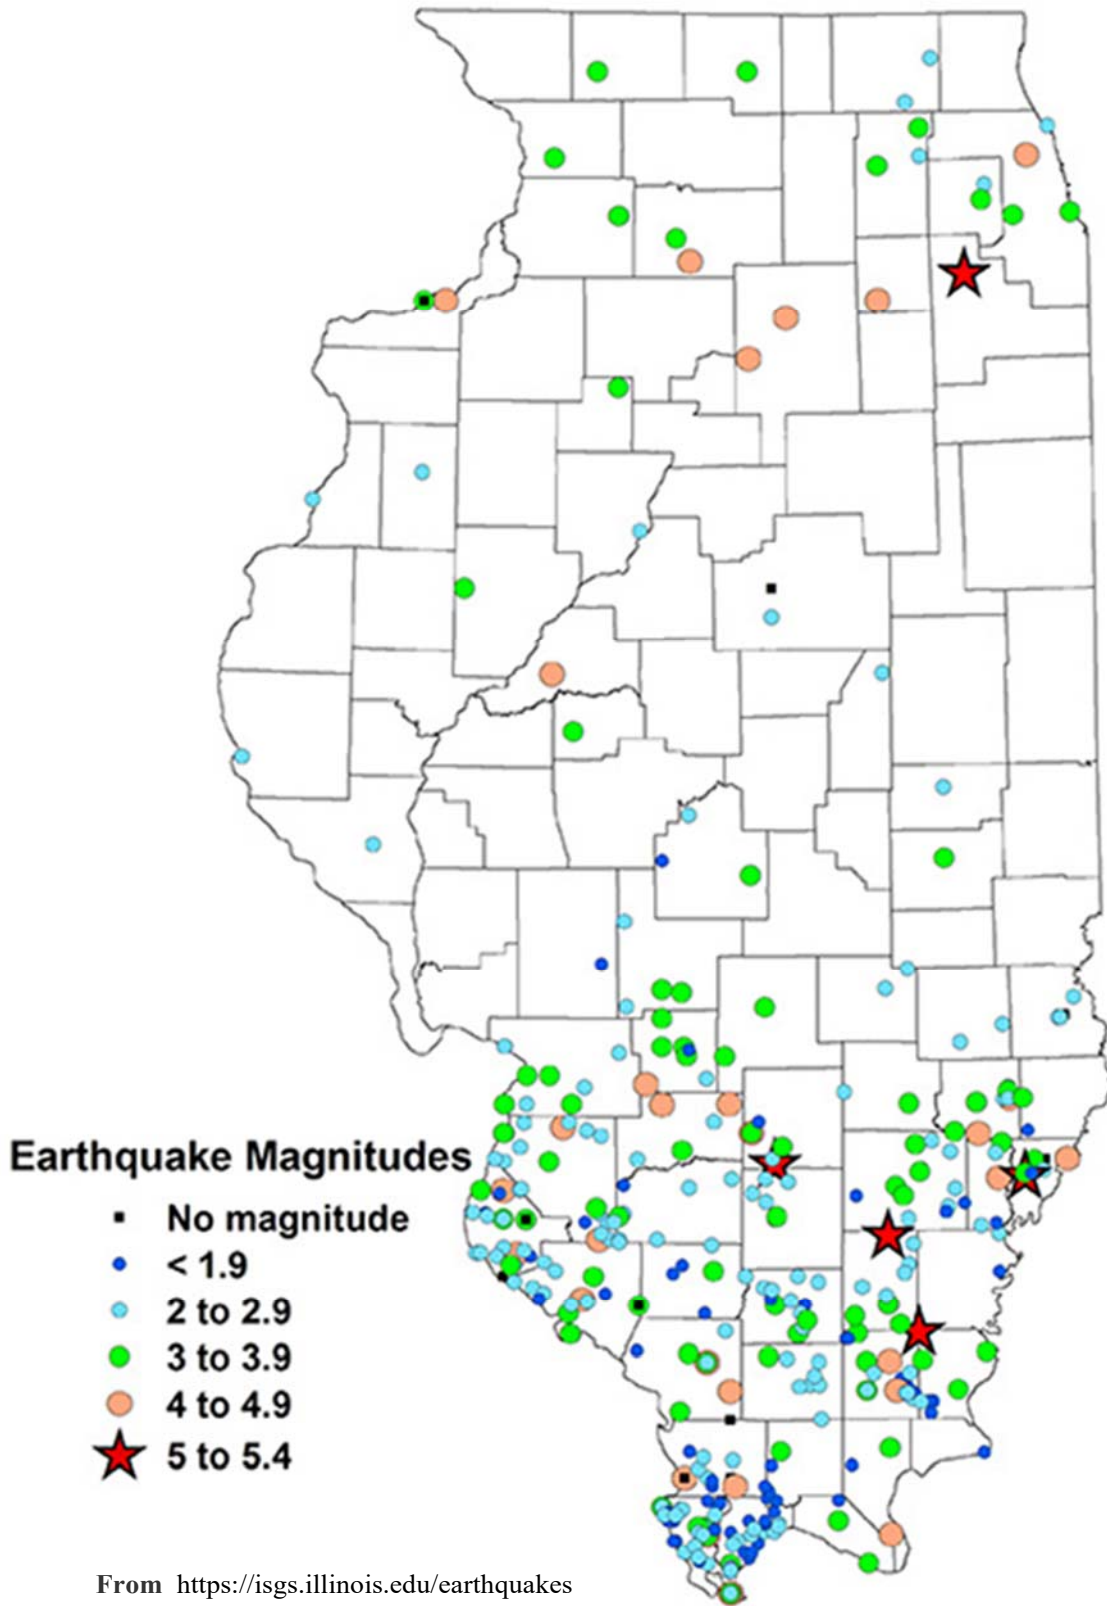 Earthquake Magnitudes
No magnitude
< 1.9
2 to 2.9
3 to 3.9
4 to 4.9
5 to 5.4
From https://isgs.illinois.edu/earthquakes